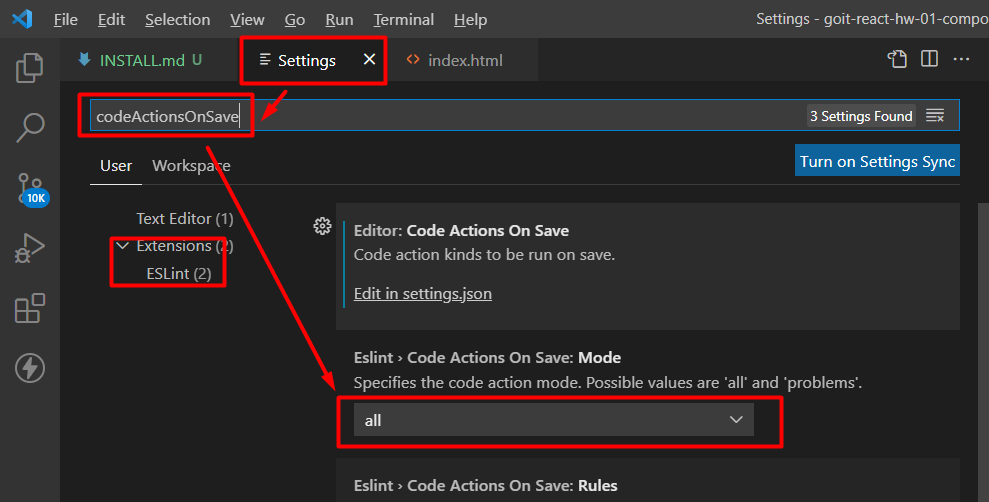 File Edit Selection View Go Run Terminal Help Settings - goit-react-hw-01-compo
INSTALL.md U Settings index.html
codeActionsOnSave 3 Settings Found
User Workspace Turn on Settings Sync
Text Editor (1)
Extensions (2)
ESLint (2)
10K
Editor: Code Actions On Save
Code action kinds to be run on save.
Edit in settings.json
Eslint › Code Actions On Save: Mode
Specifies the code action mode. Possible values are 'all' and 'problems'.
all
Eslint › Code Actions On Save: Rules